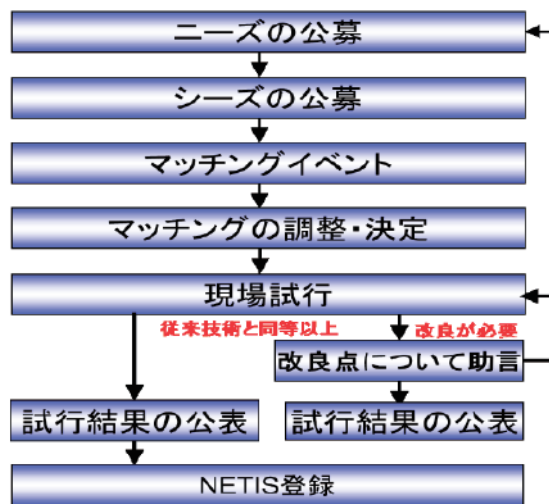 ニーズの公募
シーズの公募
マッチングイベント
マッチングの調整・決定
現場試行
従来技術と同等以上
改良が必要
改良点について助言
試行結果の公表
試行結果の公表
NETIS登録